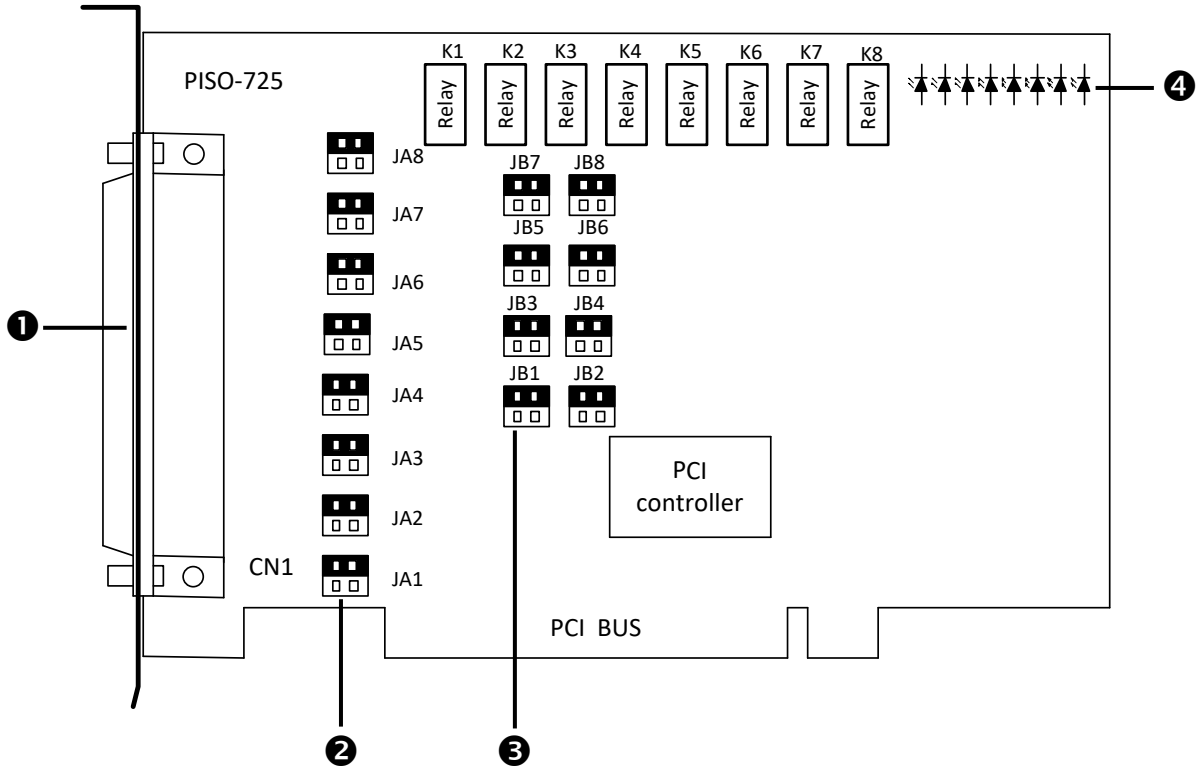 K1 K2 K3 K4 K5 K6 K7 K8
PISO-725
Relay Relay Relay Relay Relay Relay Relay Relay
❹
JA8
JB7 JB8
JA7
JB5 JB6
JA6
JB3 JB4
❶
JA5
JB1 JB2
JA4
JA3
PCI
controller
JA2
CN1
JA1
PCI BUS
❷
❸